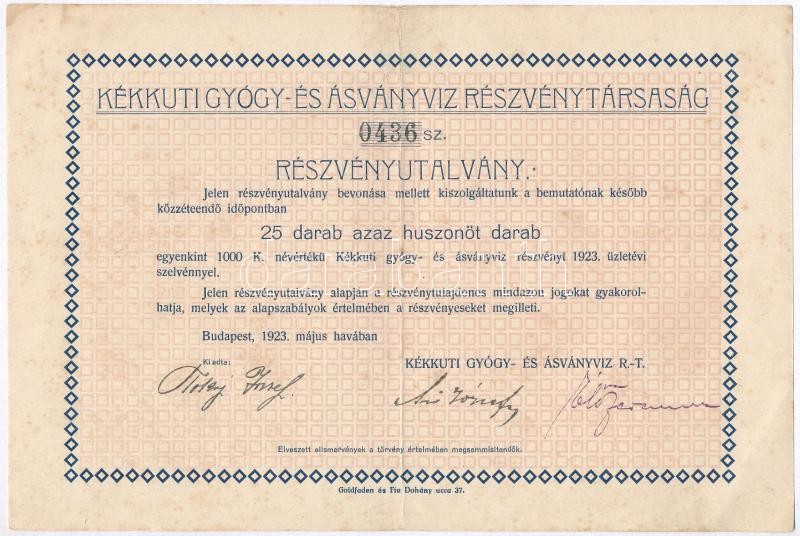 KÉKKUTI GYÓGY- ÉS ÁSVÁNYVIZ RÉSZVÉNYTÁRSASÁG
0436 sz.
RÉSZVÉNYUTALVÁNY.
Jelen részvényutalvány bevonása mellett kiszolgáltatunk a bemutatónak később
közzéteendő időpontban
25 darab azaz huszonöt darab
egyenkint 1000 K. névértékű Kékkuti gyógy- és ásványviz részvényt 1923. üzletévi
szelvénnyel.
Jelen részvényutalvány alapján a részvénytulajdonos mindazon jogokat gyakorol-
hatja, melyek az alapszabályok értelmében a részvényeseket megilleti.
Budapest, 1923. május havában
Kiadta:
KÉKKUTI GYÓGY- ÉS ÁSVÁNYVIZ R.-T.
Elveszett elismervények a törvény értelmében megsemmisitendők.
Goldfaden és Fia Dohány ucca 37.